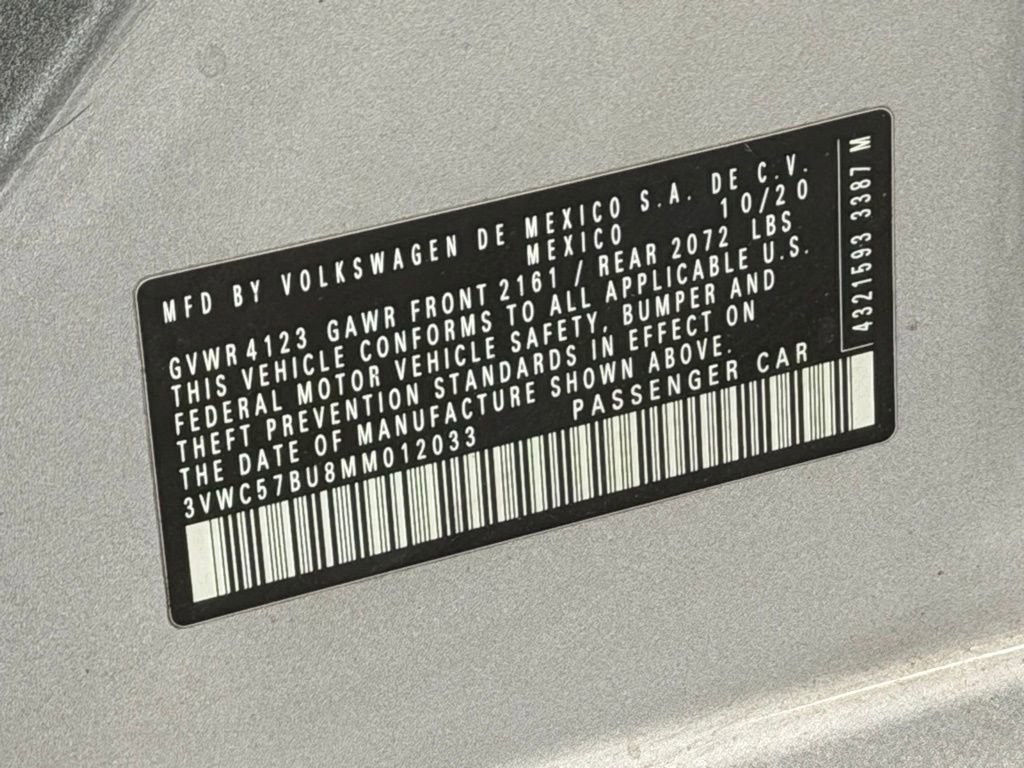 MFD BY VOLKSWAGEN DE MEXICO S.A. DE C.V.
MEXICO 10/20
GVWR 4123 GAWR FRONT 2161 / REAR 2072 LBS
THIS VEHICLE CONFORMS TO ALL APPLICABLE U.S.
FEDERAL MOTOR VEHICLE SAFETY, BUMPER AND
THEFT PREVENTION STANDARDS IN EFFECT ON
THE DATE OF MANUFACTURE SHOWN ABOVE.
3VWC57BU8MM012033 PASSENGER CAR
4321593 3387 M